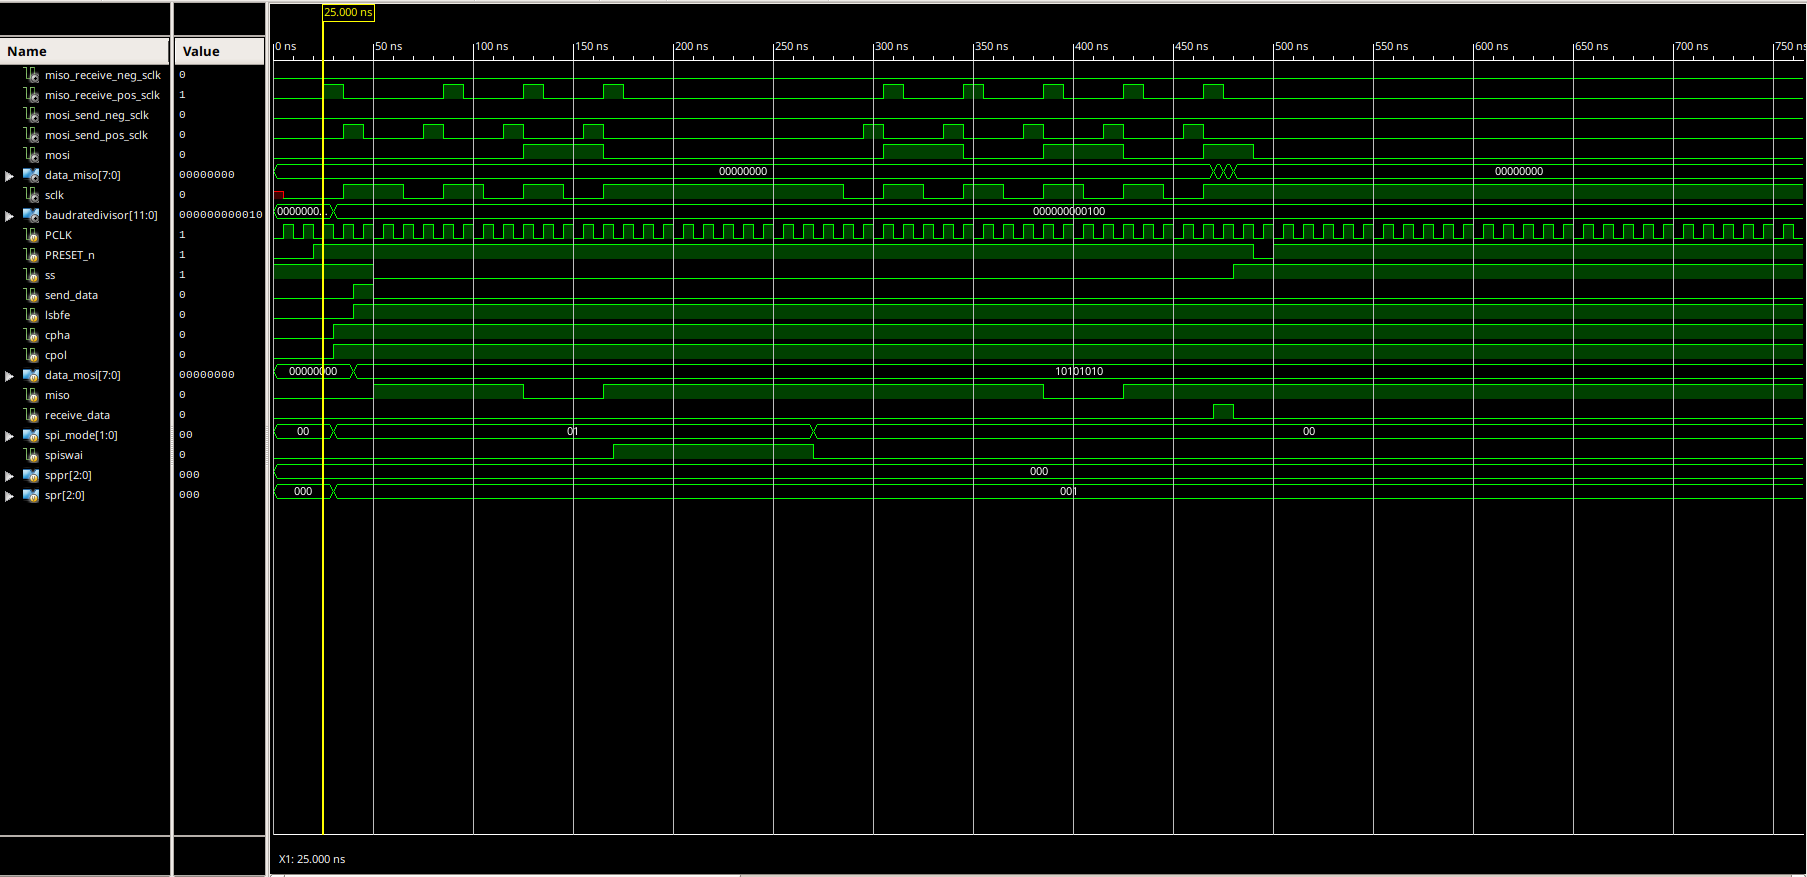 25.000 ns
Name Value
0 ns 50 ns 100 ns 150 ns 200 ns 250 ns 300 ns 350 ns 400 ns 450 ns 500 ns 550 ns 600 ns 650 ns 700 ns 750 ns
miso_receive_neg_sclk 0
miso_receive_pos_sclk 1
mosi_send_neg_sclk 0
mosi_send_pos_sclk 0
mosi 0
data_miso[7:0] 00000000 00000000 00000000
sclk 0
baudratedivisor[11:0] 000000000010 0000000... 000000000100
PCLK 1
PRESET_n 1
ss 1
send_data 0
lsbfe 0
cpha 0
cpol 0
data_mosi[7:0] 00000000 00000000 10101010
miso 0
receive_data 0
spi_mode[1:0] 00 00 01 00
spiswai 0
sppr[2:0] 000 000
spr[2:0] 000 000 001
X1: 25.000 ns